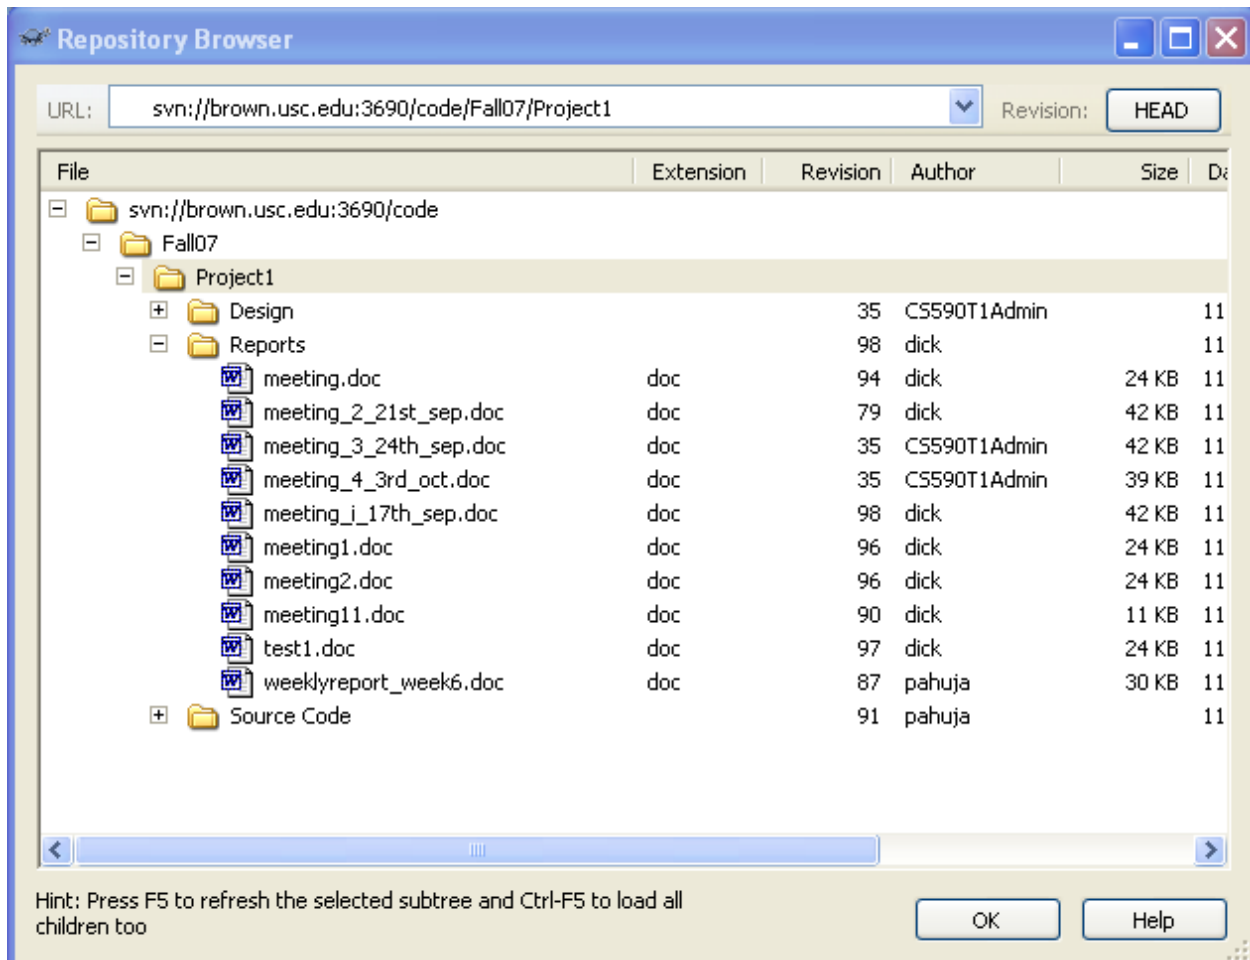 Repository Browser
URL: svn://brown.usc.edu:3690/code/Fall07/Project1 Revision: HEAD
File Extension Revision Author Size Da
svn://brown.usc.edu:3690/code
Fall07
Project1
Design 35 CS590T1Admin 11
Reports 98 dick 11
meeting.doc doc 94 dick 24 KB 11
meeting_2_21st_sep.doc doc 79 dick 42 KB 11
meeting_3_24th_sep.doc doc 35 CS590T1Admin 42 KB 11
meeting_4_3rd_oct.doc doc 35 CS590T1Admin 39 KB 11
meeting_i_17th_sep.doc doc 98 dick 42 KB 11
meeting1.doc doc 96 dick 24 KB 11
meeting2.doc doc 96 dick 24 KB 11
meeting11.doc doc 90 dick 11 KB 11
test1.doc doc 97 dick 24 KB 11
weeklyreport_week6.doc doc 87 pahuja 30 KB 11
Source Code 91 pahuja 11
Hint: Press F5 to refresh the selected subtree and Ctrl-F5 to load all
children too
OK Help